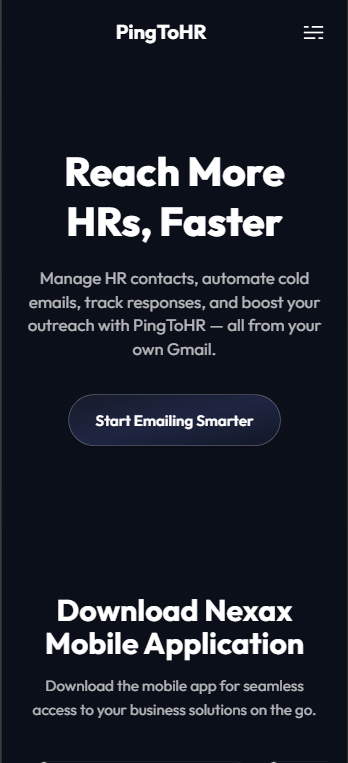 PingToHR
Reach More
HRs, Faster
Manage HR contacts, automate cold
emails, track responses, and boost your
outreach with PingToHR — all from your
own Gmail.
Start Emailing Smarter
Download Nexax
Mobile Application
Download the mobile app for seamless
access to your business solutions on the go.